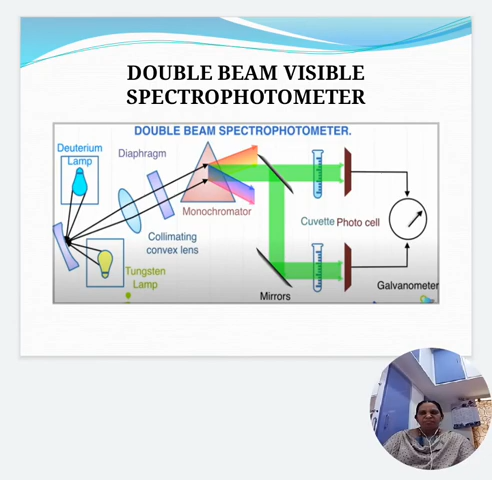 DOUBLE BEAM VISIBLE
SPECTROPHOTOMETER
DOUBLE BEAM SPECTROPHOTOMETER.
Deuterium
Lamp
Diaphragm
Monochromator
Collimating
convex lens
Tungsten
Lamp
Cuvette
Photo cell
Mirrors
Galvanometer